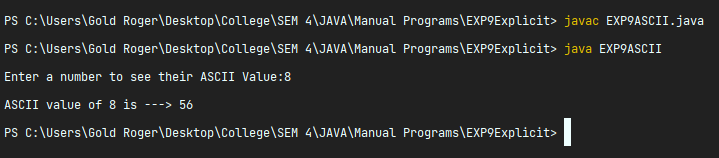 PS C:\Users\Gold Roger\Desktop\College\SEM 4\JAVA\Manual Programs\EXP9Explicit> javac EXP9ASCII.java
PS C:\Users\Gold Roger\Desktop\College\SEM 4\JAVA\Manual Programs\EXP9Explicit> java EXP9ASCII
Enter a number to see their ASCII Value:8
ASCII value of 8 is ---> 56
PS C:\Users\Gold Roger\Desktop\College\SEM 4\JAVA\Manual Programs\EXP9Explicit>